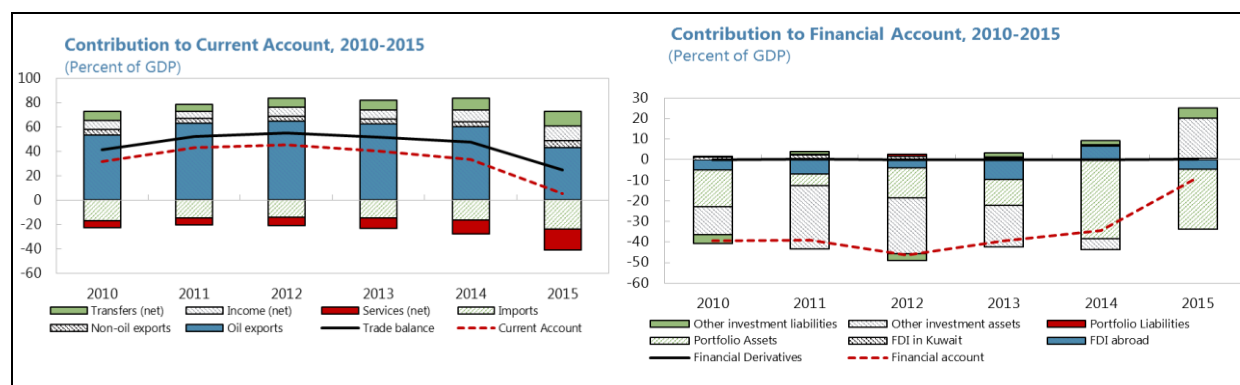 Contribution to Current Account, 2010-2015
(Percent of GDP)
100
80
60
40
20
0
-20
-40
-60
2010 2011 2012 2013 2014 2015
Transfers (net) Income (net) Services (net) Imports
Non-oil exports Oil exports Trade balance Current Account
Contribution to Financial Account, 2010-2015
(Percent of GDP)
30
20
10
0
-10
-20
-30
-40
-50
-60
2010 2011 2012 2013 2014 2015
Other investment liabilities Other investment assets Portfolio Liabilities
Portfolio Assets FDI in Kuwait FDI abroad
Financial Derivatives Financial account